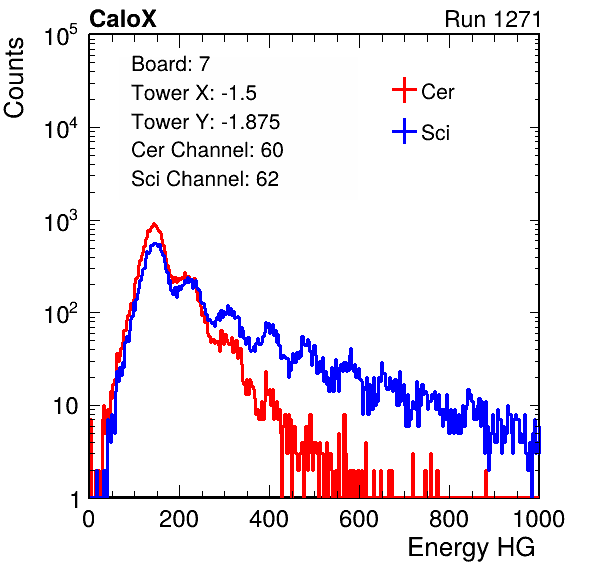 CaloX Run 1271
Counts
10^5
10^4
10^3
10^2
10
1
Board: 7
Tower X: -1.5
Tower Y: -1.875
Cer Channel: 60
Sci Channel: 62
Cer
Sci
0 200 400 600 800 1000
Energy HG